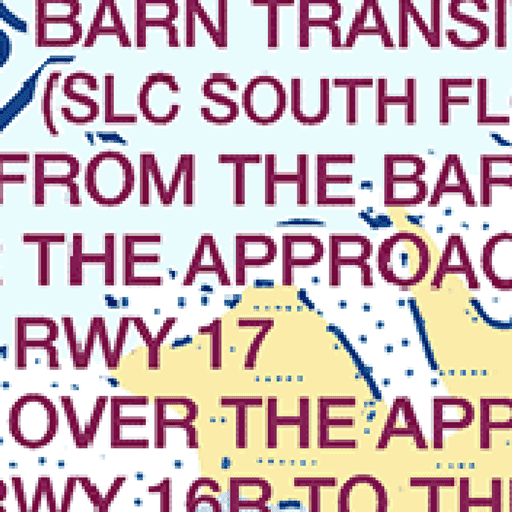 BARN TRANSI
(SLC SOUTH FL
FROM THE BAR
THE APPROAC
RWY 17
OVER THE APP
RWY 16R TO TH